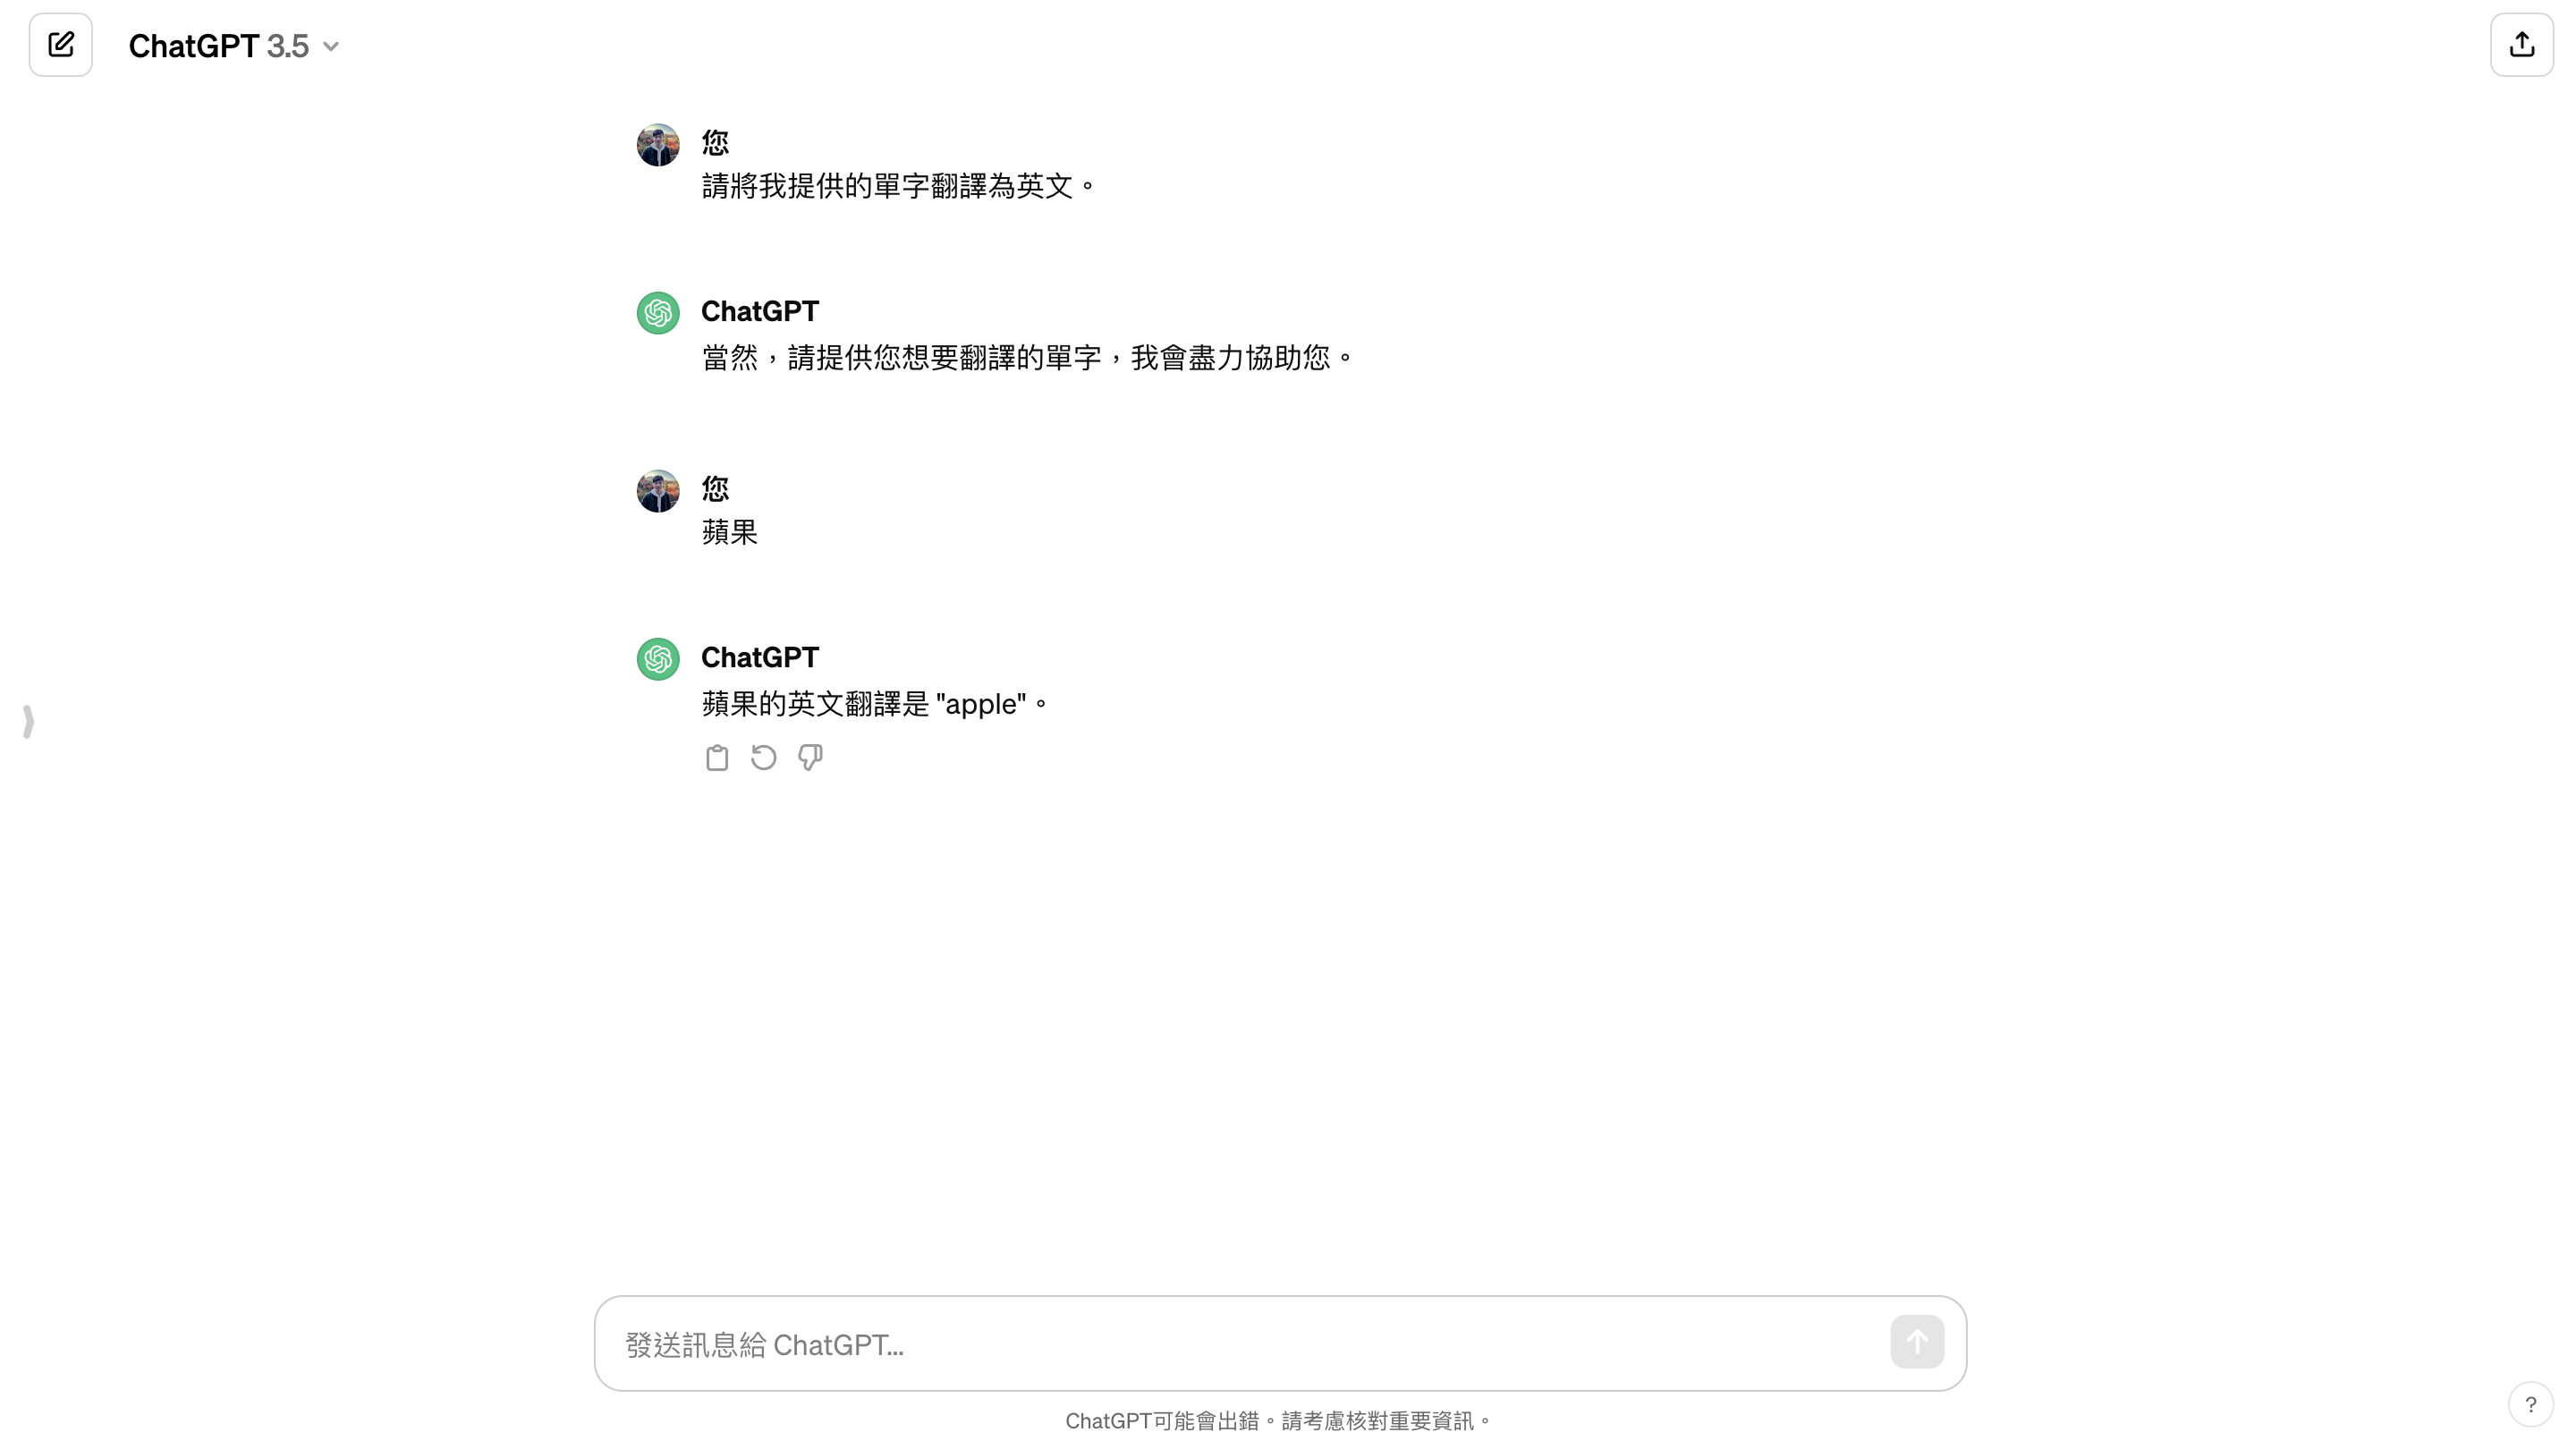 ChatGPT 3.5
您
請將我提供的單字翻譯為英文。
ChatGPT
當然，請提供您想要翻譯的單字，我會盡力協助您。
您
蘋果
ChatGPT
蘋果的英文翻譯是 "apple"。
發送訊息給 ChatGPT...
ChatGPT可能會出錯。請考慮核對重要資訊。
?